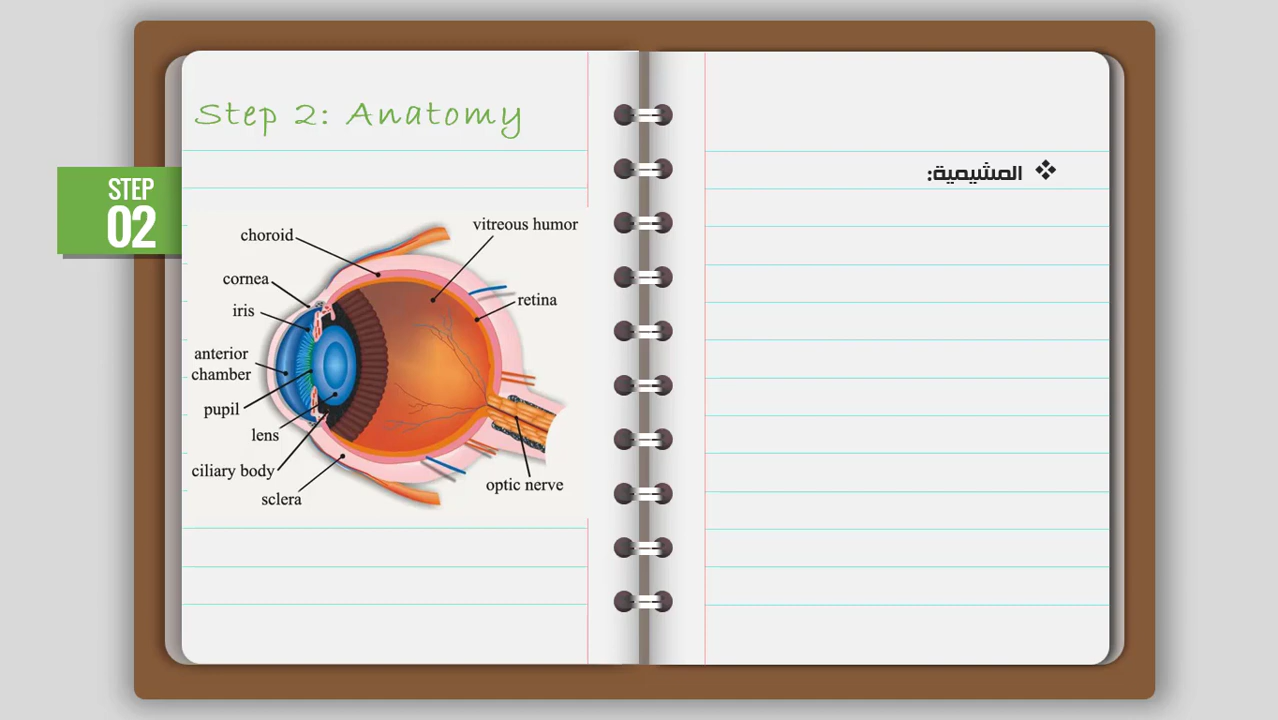 Step 2: Anatomy
STEP
02
choroid
vitreous humor
cornea
retina
iris
anterior
chamber
pupil
lens
ciliary body
sclera
optic nerve
❖ المشيمية: